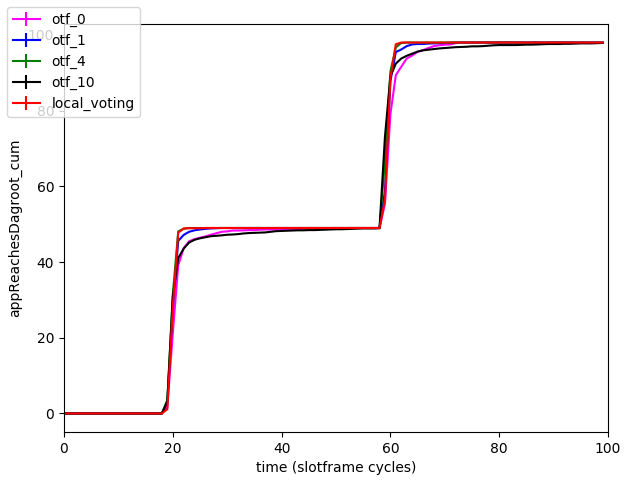 otf_0
otf_1
otf_4
otf_10
local_voting
100
80
60
40
20
0
appReachesDagroot_cum
0
20
40
60
80
100
time (slotframe cycles)